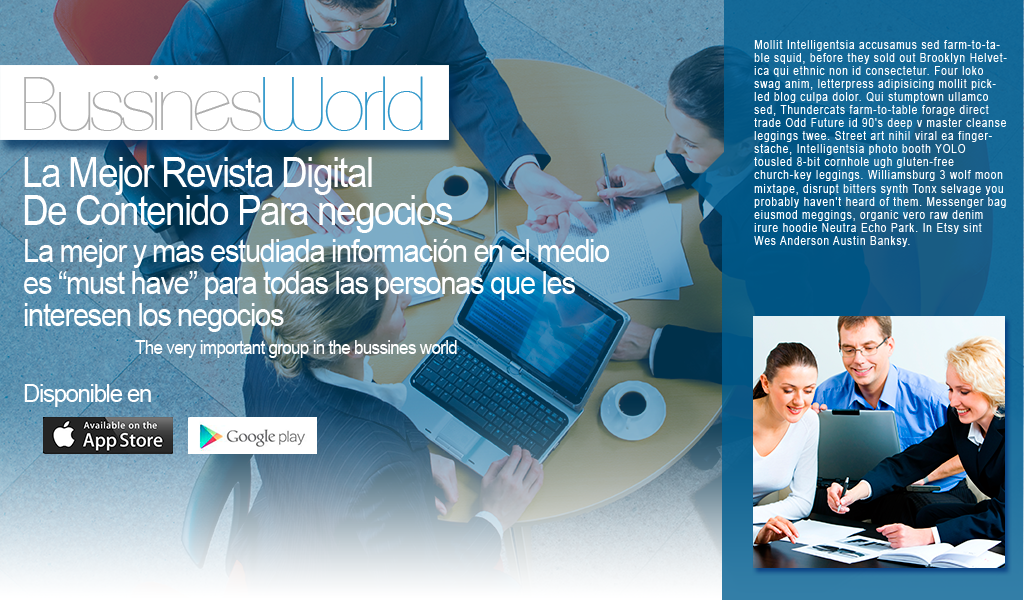 BussinesWorld
La Mejor Revista Digital
De Contenido Para negocios
La mejor y mas estudiada información en el medio
es “must have” para todas las personas que les
interesen los negocios
The very important group in the bussines world
Disponible en
Available on the
App Store
Google play
Mollit Intelligentsia accusamus sed farm-to-ta-
ble squid, before they sold out Brooklyn Helvet-
ica qui ethnic non id consectetur. Four loko
swag anim, letterpress adipisicing mollit pick-
led blog culpa dolor. Qui stumptown ullamco
sed, Thundercats farm-to-table forage direct
trade Odd Future id 90's deep v master cleanse
leggings twee. Street art nihil viral ea finger-
stache, Intelligentsia photo booth YOLO
tousled 8-bit cornhole ugh gluten-free
church-key leggings. Williamsburg 3 wolf moon
mixtape, disrupt bitters synth Tonx selvage you
probably haven't heard of them. Messenger bag
eiusmod meggings, organic vero raw denim
irure hoodie Neutra Echo Park. In Etsy sint
Wes Anderson Austin Banksy.